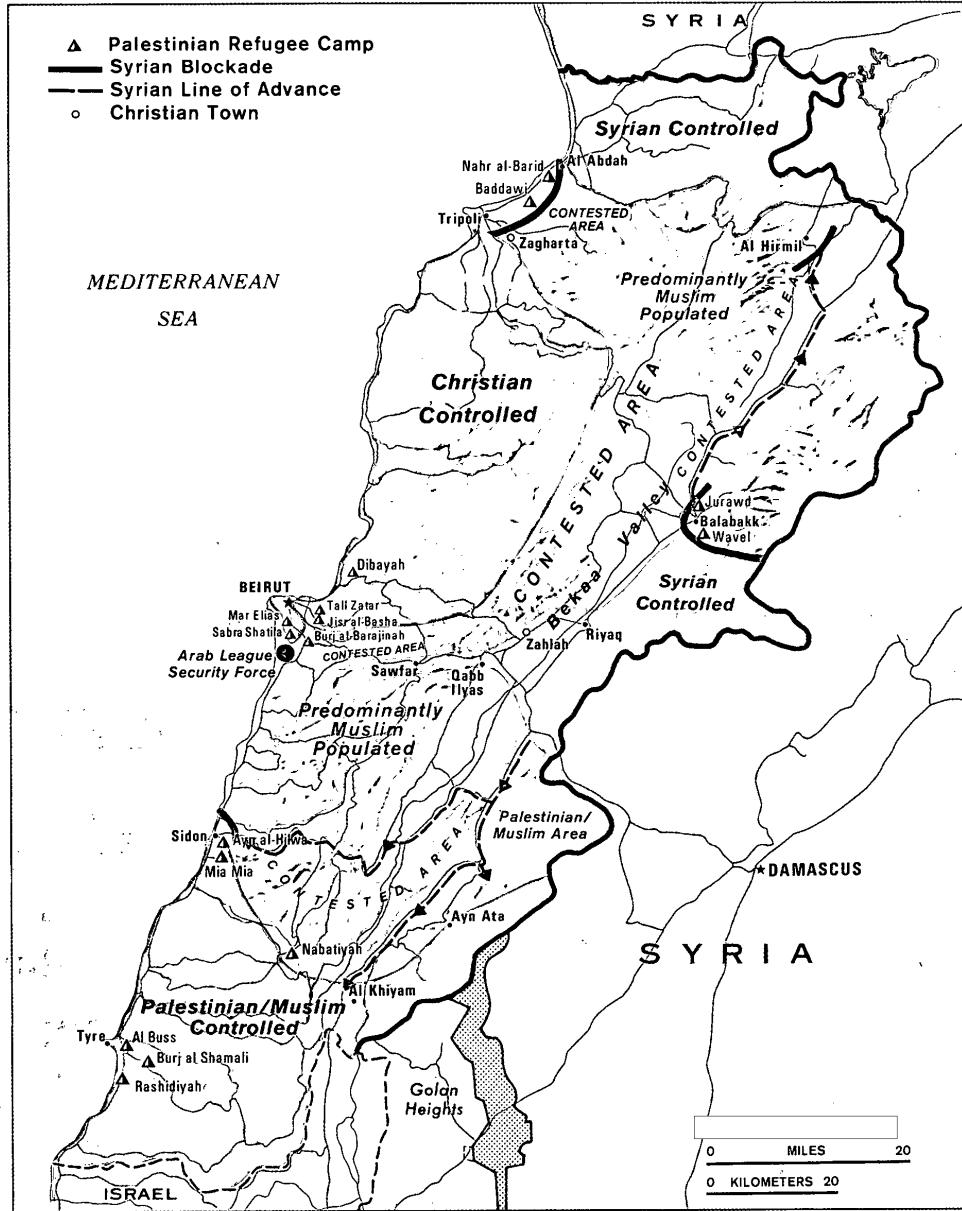 SYRIA
Palestinian Refugee Camp
Syrian Blockade
Syrian Line of Advance
Christian Town
Syrian Controlled
Nahr al-Barid
Al Abdah
Baddawi
CONTESTED
AREA
Tripoli
Zagharta
Al Hirmil
MEDITERRANEAN
SEA
Predominantly
Muslim
Populated
CONTESTED AREA
Christian
Controlled
CONTESTED AREA
Bekaa Valley
Jurawd
Balabakk
Wavel
Dibayah
Syrian
Controlled
BEIRUT
Tall Zatar
Mar Elias
Jisr al-Basha
Sabra Shatila
Burj al-Barajinah
CONTESTED AREA
Zahlah
Riyaq
Arab League
Security Force
Sawfar
Qabb
Ilyas
Predominantly
Muslim
Populated
Palestinian/
Muslim Area
Sidon
Ayn al-Hilwa
Mia Mia
CONTESTED AREA
DAMASCUS
Ayn Ata
Nabatiyah
SYRIA
Al Khiyam
Palestinian/Muslim
Controlled
Tyre
Al Buss
Burj al Shamali
Rashidiyah
Golan
Heights
0 MILES 20
0 KILOMETERS 20
ISRAEL